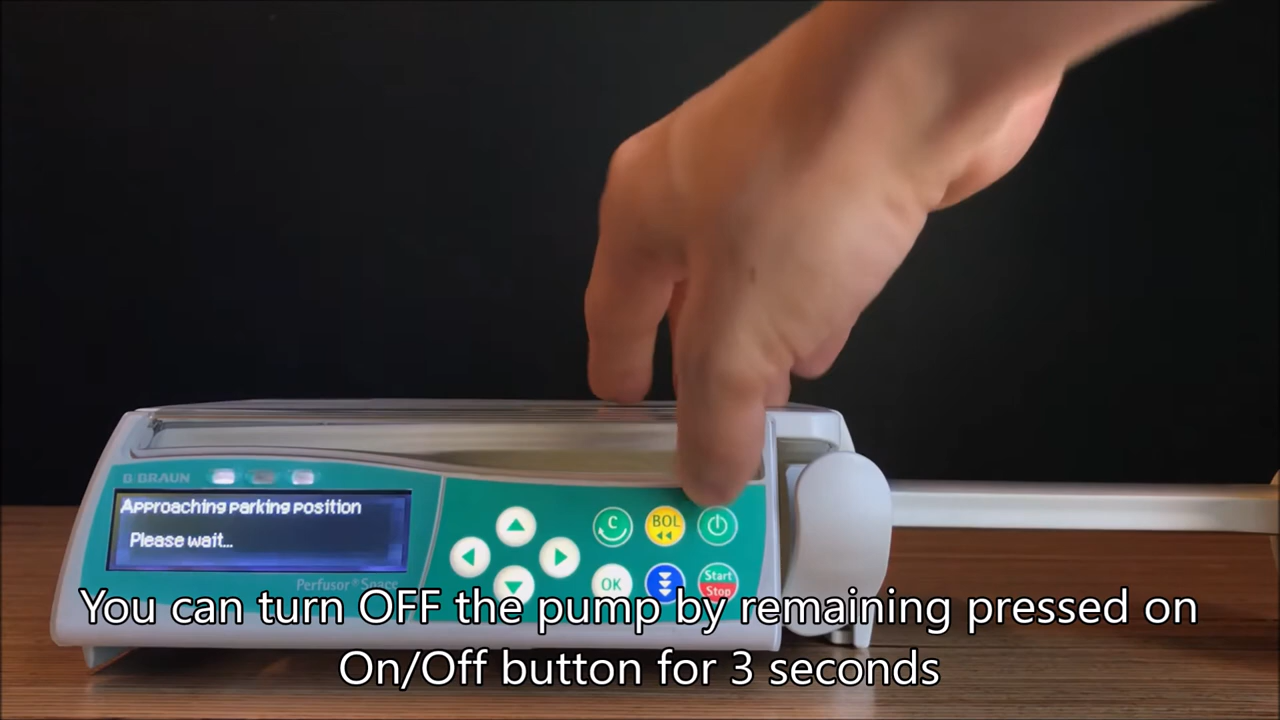 B BRAUN
Approaching parking position
Please wait...
Perfusor® Space
C
BOL
OK
Start
Stop
You can turn OFF the pump by remaining pressed on
On/Off button for 3 seconds